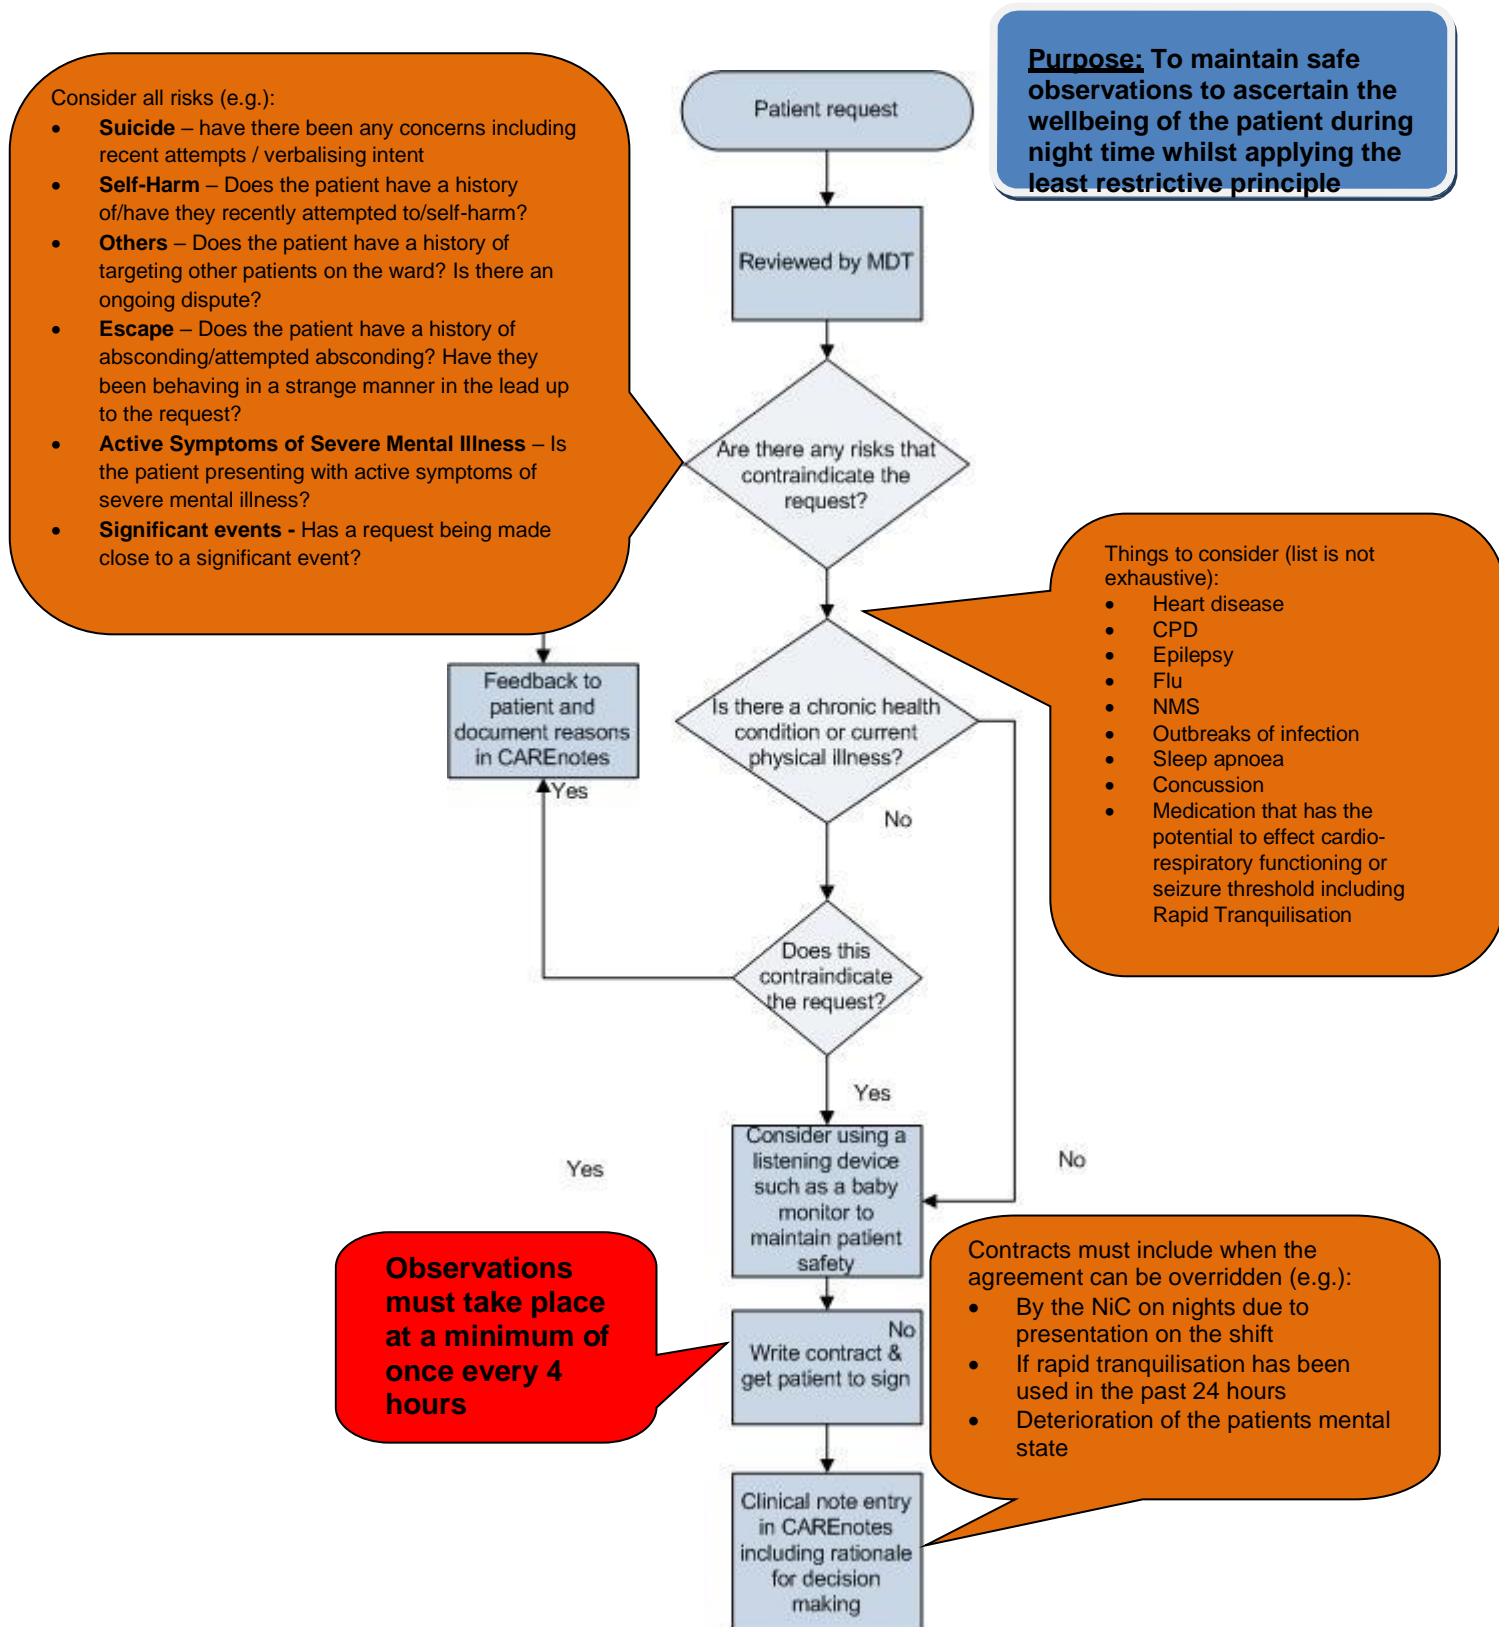 Purpose: To maintain safe
observations to ascertain the
wellbeing of the patient during
night time whilst applying the
least restrictive principle
Patient request
Consider all risks (e.g.):
• Suicide – have there been any concerns including
recent attempts / verbalising intent
• Self-Harm – Does the patient have a history
of/have they recently attempted to/self-harm?
• Others – Does the patient have a history of
targeting other patients on the ward? Is there an
ongoing dispute?
• Escape – Does the patient have a history of
absconding/attempted absconding? Have they
been behaving in a strange manner in the lead up
to the request?
• Active Symptoms of Severe Mental Illness – Is
the patient presenting with active symptoms of
severe mental illness?
• Significant events - Has a request being made
close to a significant event?
Reviewed by MDT
Are there any risks that
contraindicate the
request?
Things to consider (list is not
exhaustive):
• Heart disease
• CPD
• Epilepsy
• Flu
• NMS
• Outbreaks of infection
• Sleep apnoea
• Concussion
• Medication that has the
potential to effect cardio-
respiratory functioning or
seizure threshold including
Rapid Tranquilisation
Feedback to
patient and
document reasons
in CAREnotes
Is there a chronic health
condition or current
physical illness?
Yes
No
Does this
contraindicate
the request?
Yes
Consider using a
listening device
such as a baby
monitor to
maintain patient
safety
Yes
No
Observations
must take place
at a minimum of
once every 4
hours
No
Write contract &
get patient to sign
Contracts must include when the
agreement can be overridden (e.g.):
• By the NiC on nights due to
presentation on the shift
• If rapid tranquilisation has been
used in the past 24 hours
• Deterioration of the patients mental
state
Clinical note entry
in CAREnotes
including rationale
for decision
making